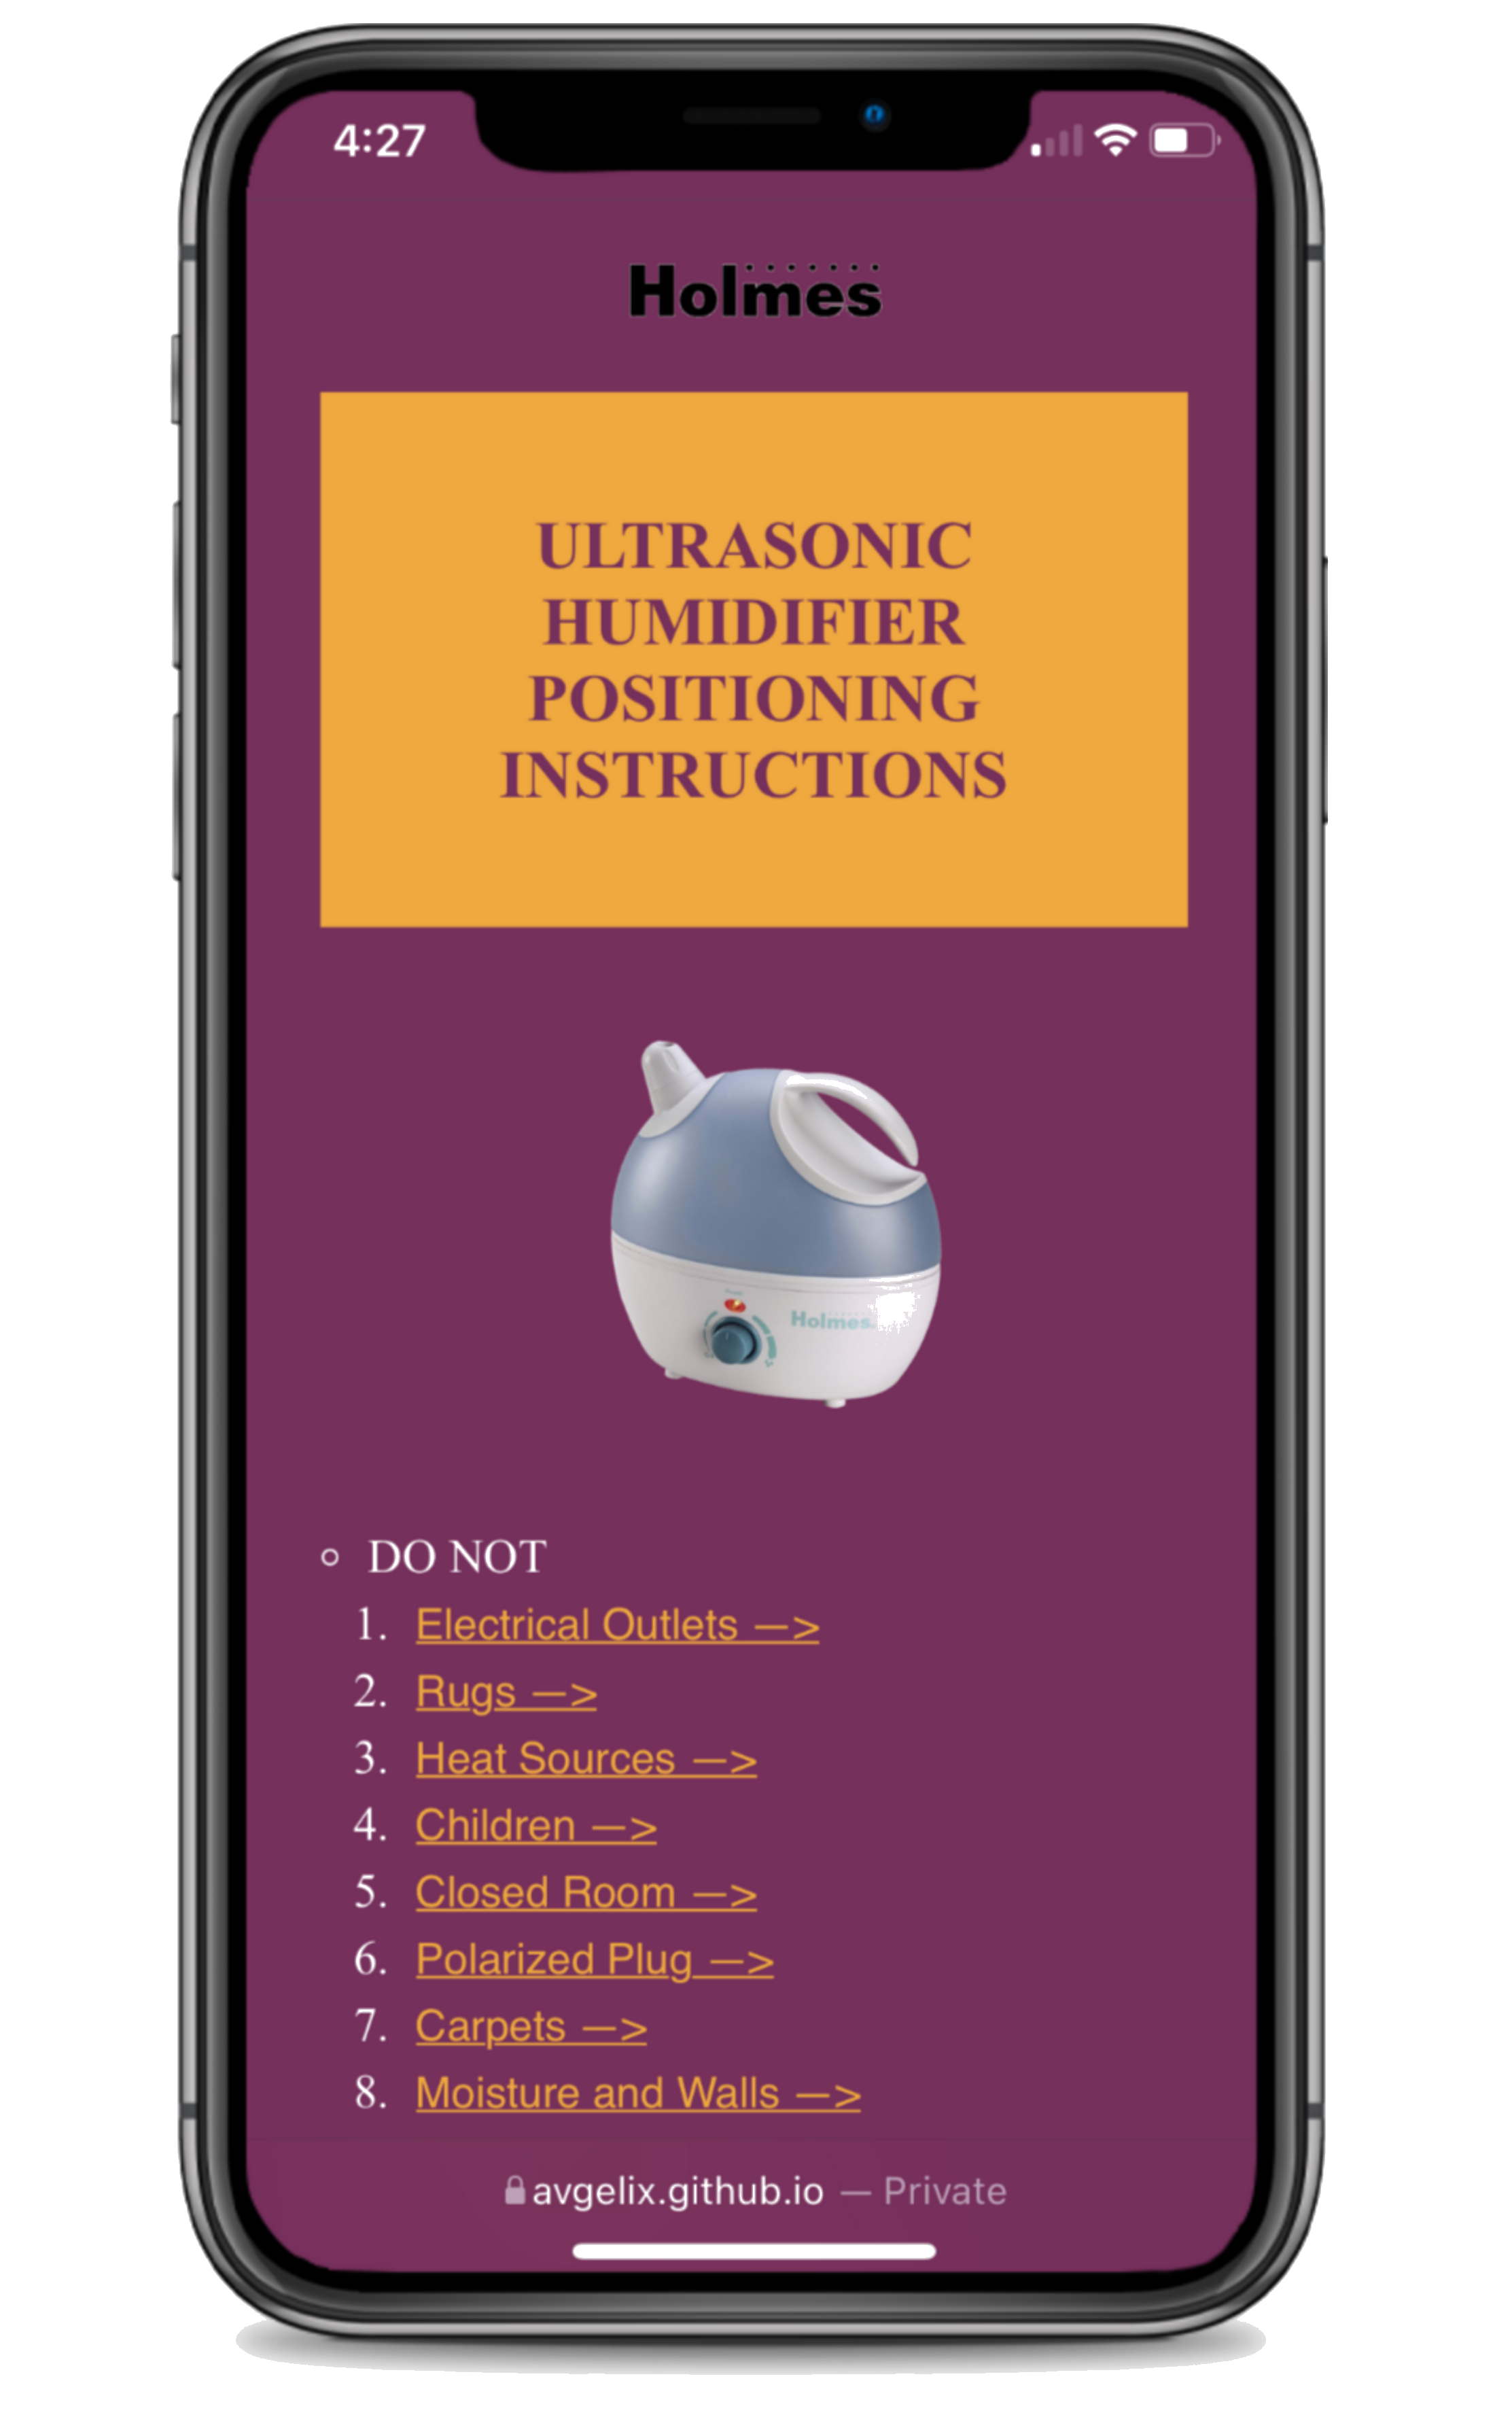 4:27
Holmes
ULTRASONIC
HUMIDIFIER
POSITIONING
INSTRUCTIONS
Holmes
○ DO NOT
1. Electrical Outlets —>
2. Rugs —>
3. Heat Sources —>
4. Children —>
5. Closed Room —>
6. Polarized Plug —>
7. Carpets —>
8. Moisture and Walls —>
avgelix.github.io — Private